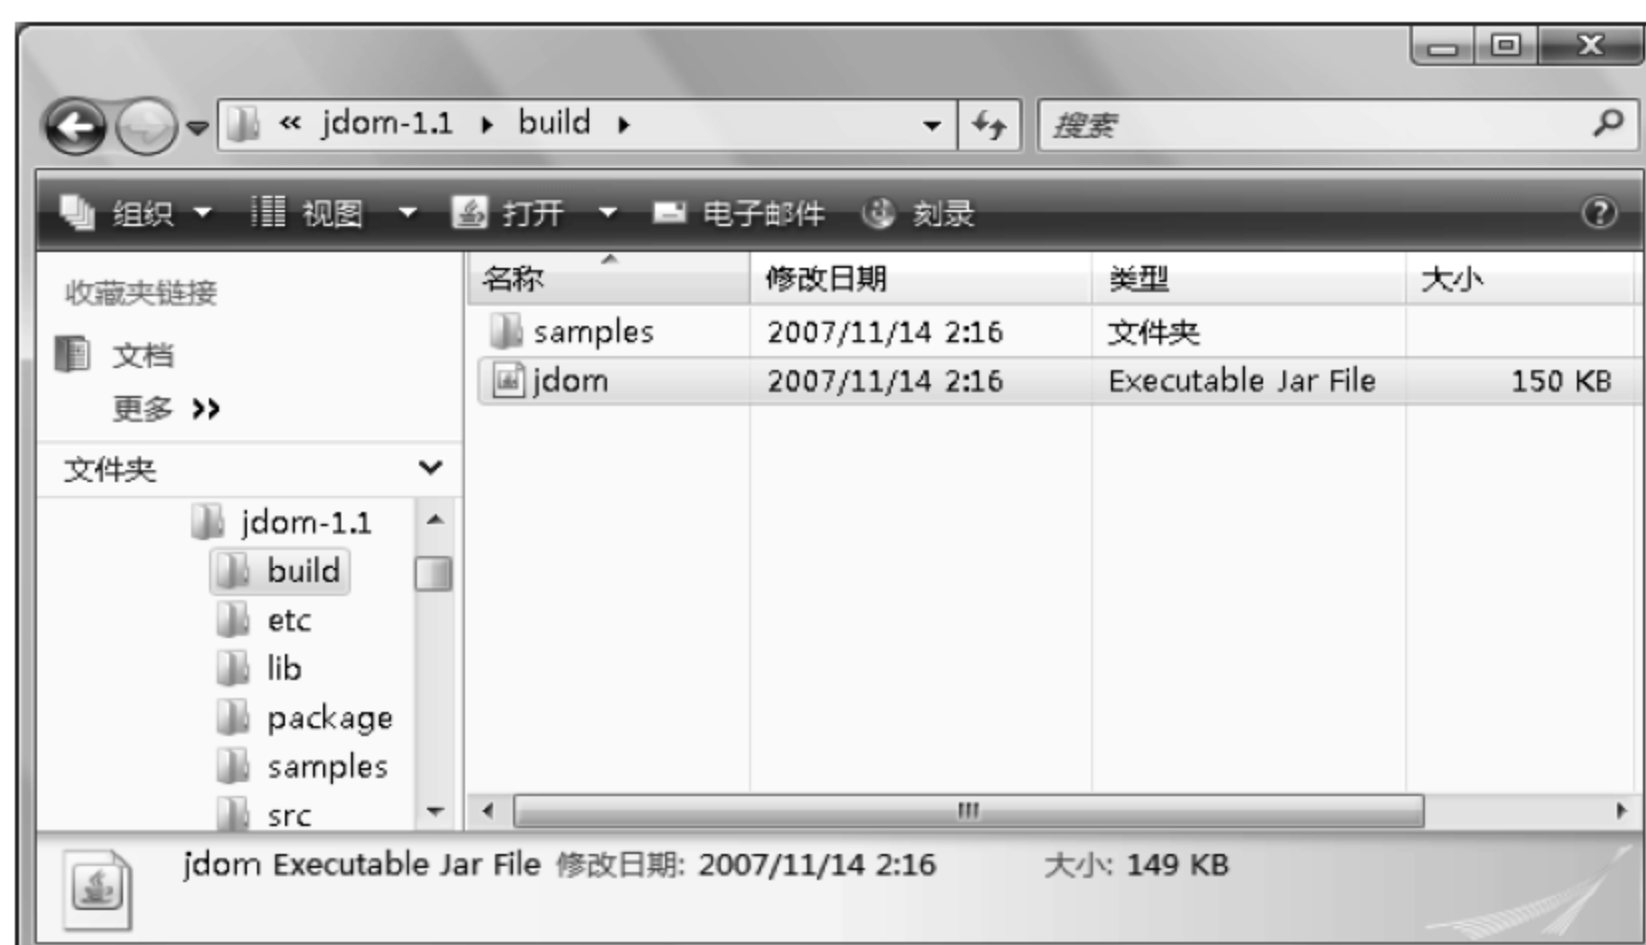 « jdom-1.1 ▸ build ▸ 搜索
组织 视图 打开 电子邮件 刻录
收藏夹链接
文档
更多 >>
文件夹
jdom-1.1
build
etc
lib
package
samples
src
名称 修改日期 类型 大小
samples 2007/11/14 2:16 文件夹
jdom 2007/11/14 2:16 Executable Jar File 150 KB
jdom Executable Jar File 修改日期: 2007/11/14 2:16 大小: 149 KB